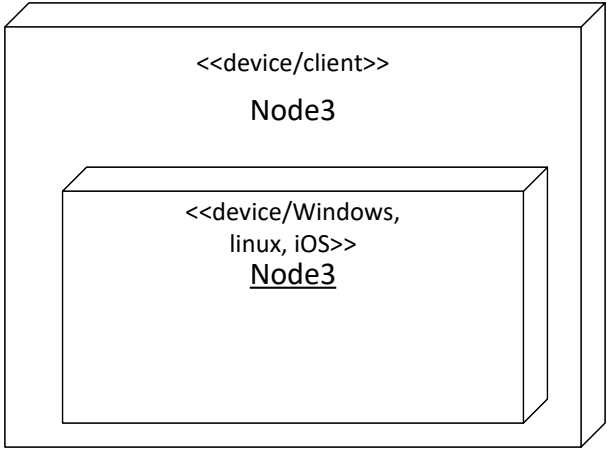 <<device/client>>
Node3
<<device/Windows,
linux, iOS>>
Node3